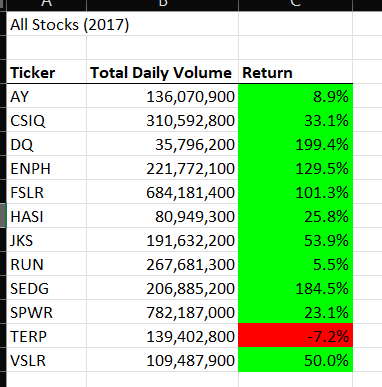 A B C
All Stocks (2017)
Ticker Total Daily Volume Return
AY 136,070,900 8.9%
CSIQ 310,592,800 33.1%
DQ 35,796,200 199.4%
ENPH 221,772,100 129.5%
FSLR 684,181,400 101.3%
HASI 80,949,300 25.8%
JKS 191,632,200 53.9%
RUN 267,681,300 5.5%
SEDG 206,885,200 184.5%
SPWR 782,187,000 23.1%
TERP 139,402,800 -7.2%
VSLR 109,487,900 50.0%